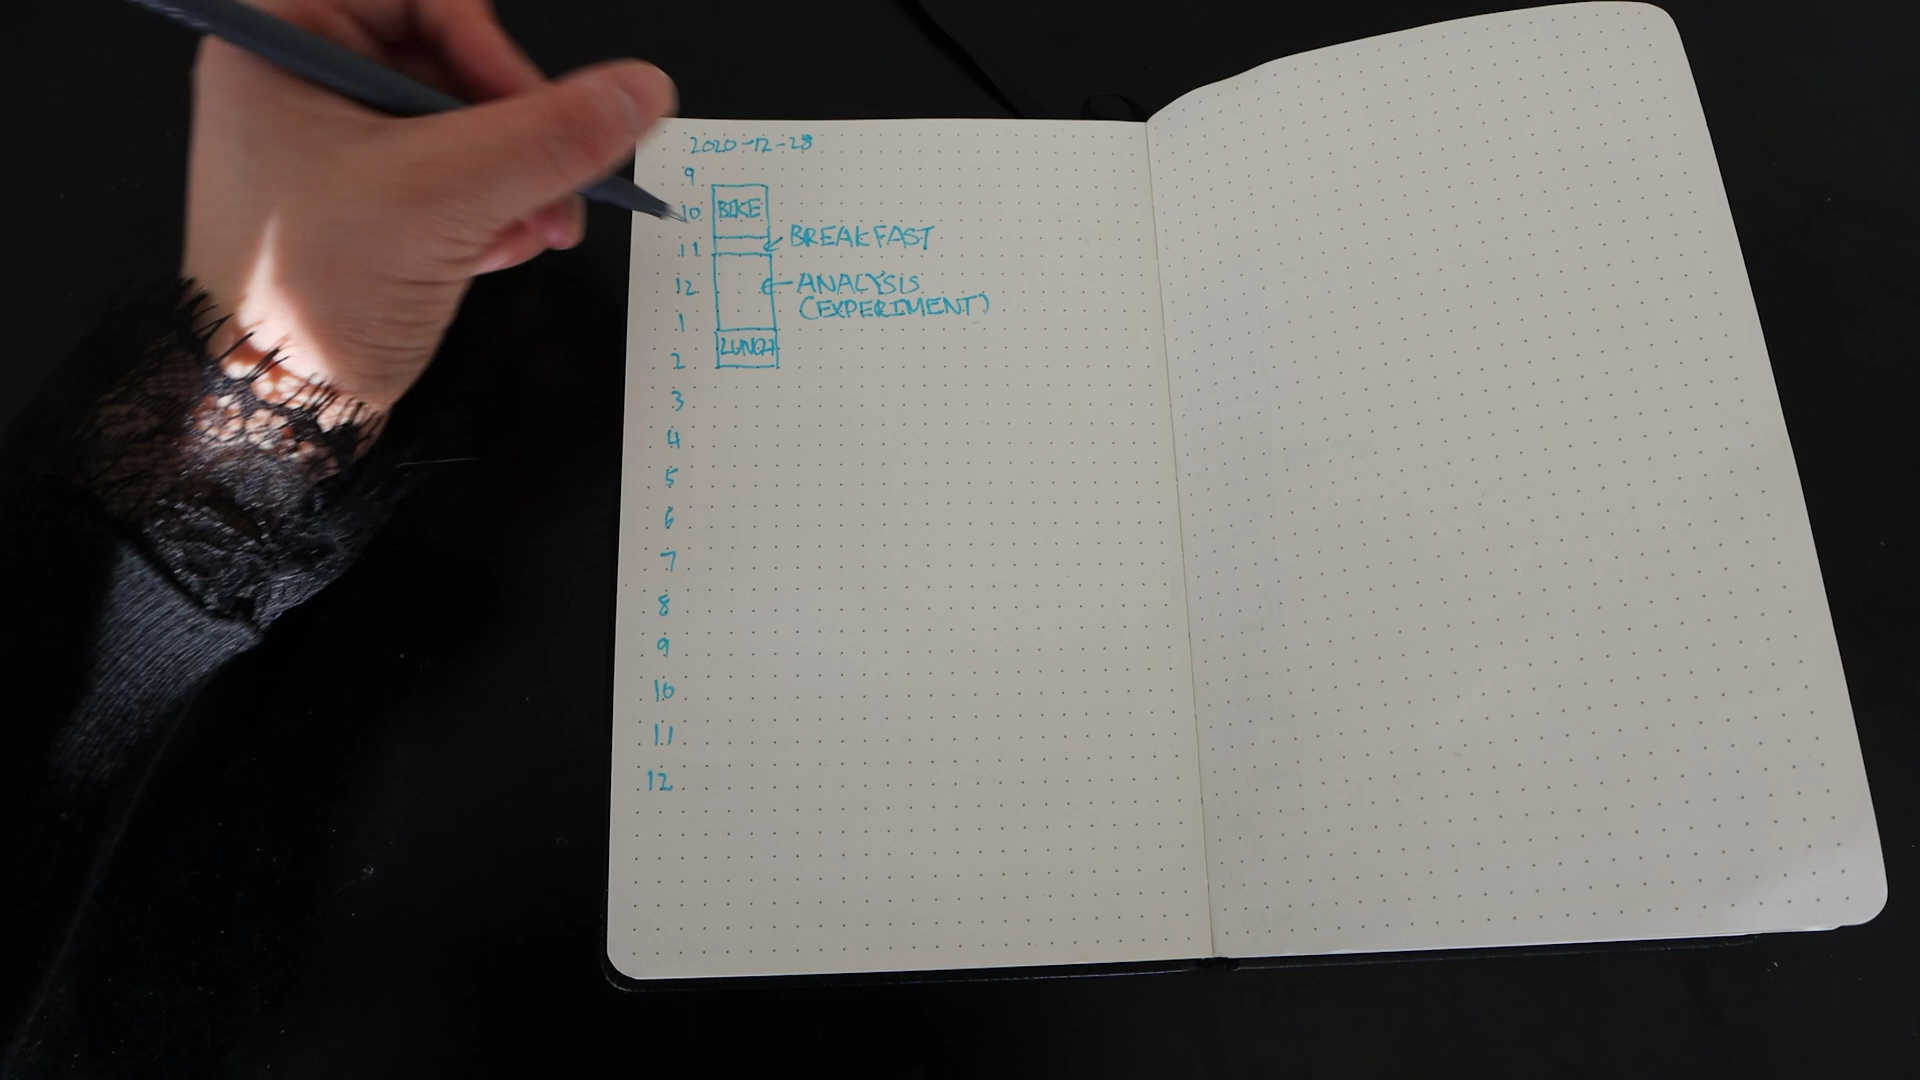 2020-12-28
9
10 BIKE
11 BREAKFAST
12 ANALYSIS
(EXPERIMENT)
1
LUNCH
2
3
4
5
6
7
8
9
10
11
12